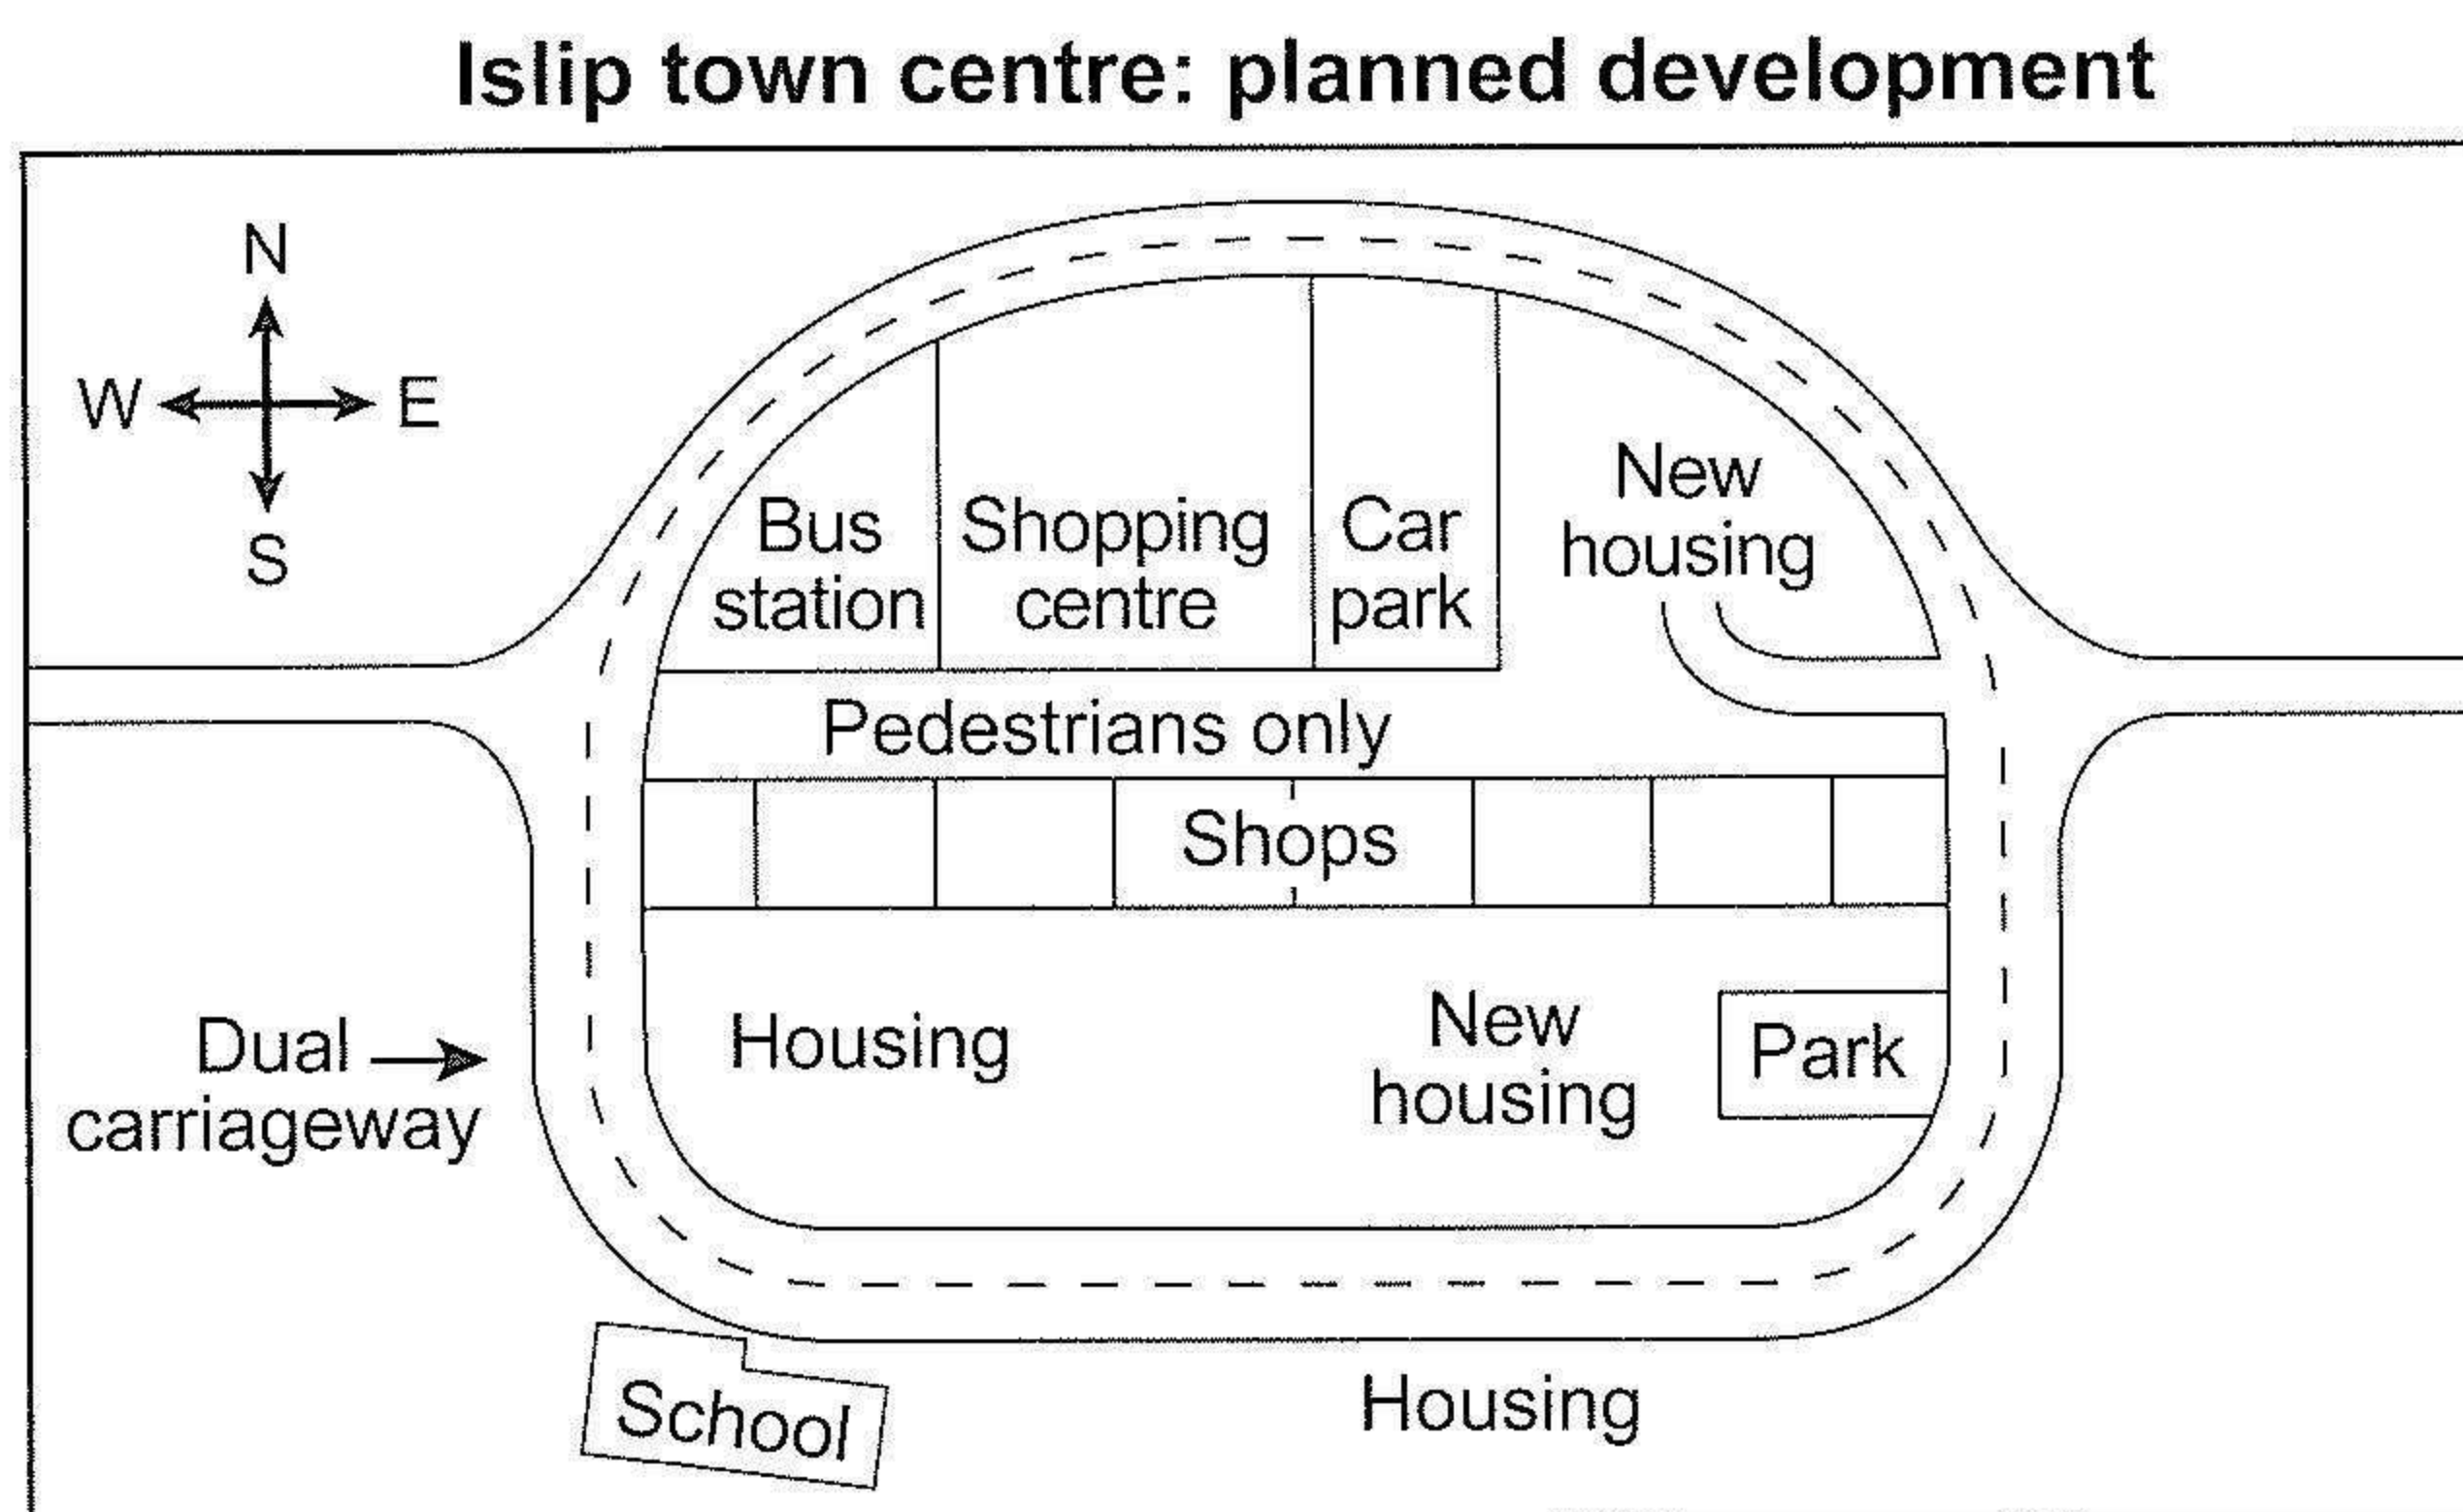 Islip town centre: planned development
N
W E
S
Bus
station
Shopping
centre
Car
park
New
housing
Pedestrians only
Shops
Dual
carriageway
Housing
New
housing
Park
School
Housing